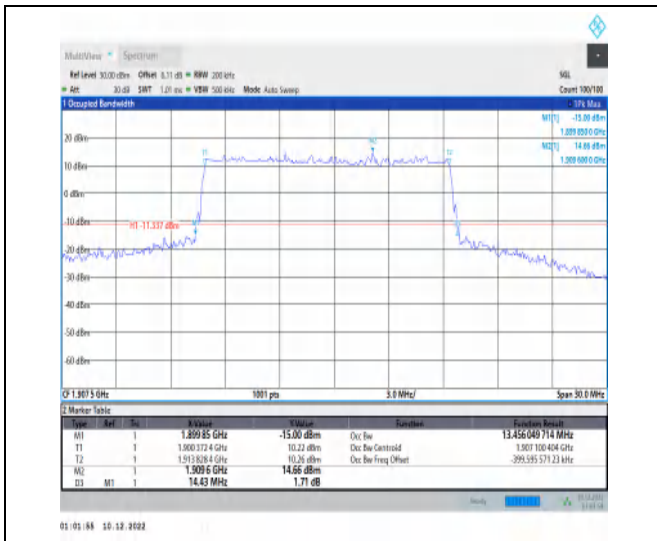 MultiView Spectrum
Ref Level 30.00 dBm Offset 8.11 dB RBW 200 kHz SGL
Att 30 dB SWT 1.01 ms VBW 500 kHz Mode Auto Sweep Count 100/100
1 Occupied Bandwidth 1Pk Max
M1[1] -15.00 dBm
1.899 850 0 GHz
M2[1] 14.66 dBm
1.909 600 0 GHz
20 dBm
M2
T1 T2
10 dBm
0 dBm
-10 dBm
H1 -11.337 dBm
-20 dBm
-30 dBm
-40 dBm
-50 dBm
-60 dBm
CF 1.9075 GHz 1001 pts 3.0 MHz/ Span 30.0 MHz
2 Marker Table
Type Ref Trc X-Value Y-Value Function Function Result
M1 1 1.899 85 GHz -15.00 dBm Occ Bw 13.456 049 714 MHz
T1 1 1.900 372 4 GHz 10.22 dBm Occ Bw Centroid 1.907 100 404 GHz
T2 1 1.913 828 4 GHz 10.26 dBm Occ Bw Freq Offset -399.595 571 23 kHz
M2 1 1.909 6 GHz 14.66 dBm
D3 M1 1 14.43 MHz 1.71 dB
Ready
01:01:55 10.12.2022